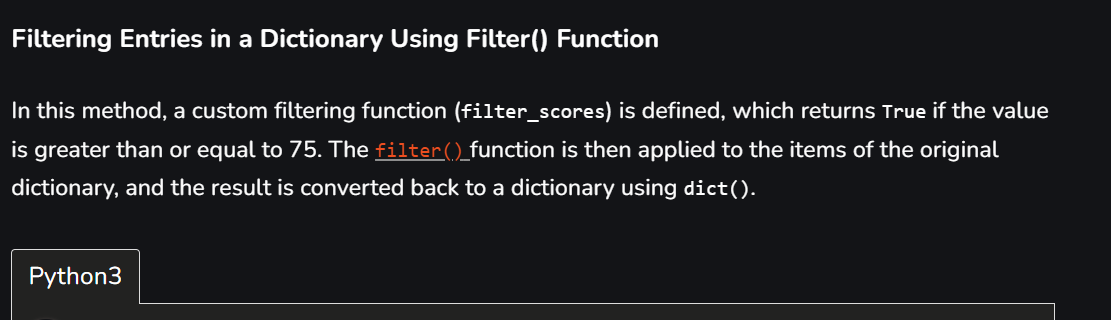 Filtering Entries in a Dictionary Using Filter() Function
In this method, a custom filtering function (filter_scores) is defined, which returns True if the value
is greater than or equal to 75. The filter() function is then applied to the items of the original
dictionary, and the result is converted back to a dictionary using dict().
Python3